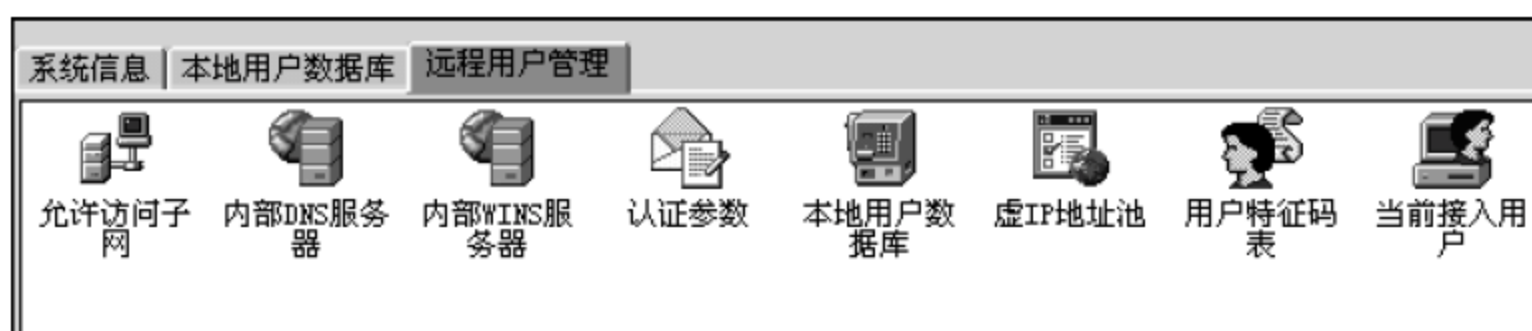 系统信息 本地用户数据库 远程用户管理
允许访问子网
内部DNS服务器
内部WINS服务器
认证参数
本地用户数据库
虚IP地址池
用户特征码表
当前接入用户